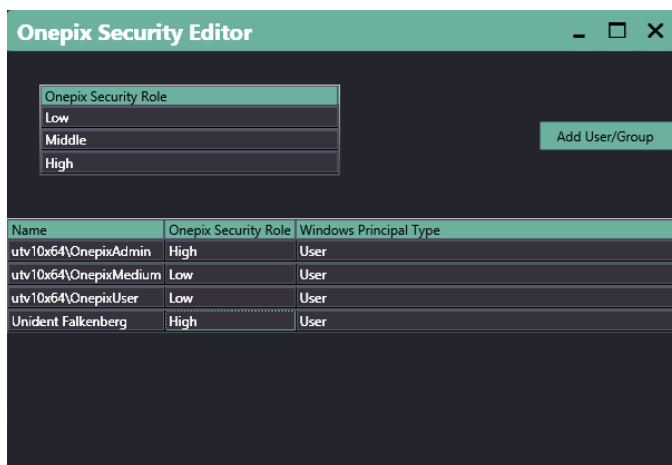 Onepix Security Editor
Onepix Security Role
Low
Middle
High
Add User/Group
Name Onepix Security Role Windows Principal Type
utv10x64\OnepixAdmin High User
utv10x64\OnepixMedium Low User
utv10x64\OnepixUser Low User
Unident Falkenberg High User